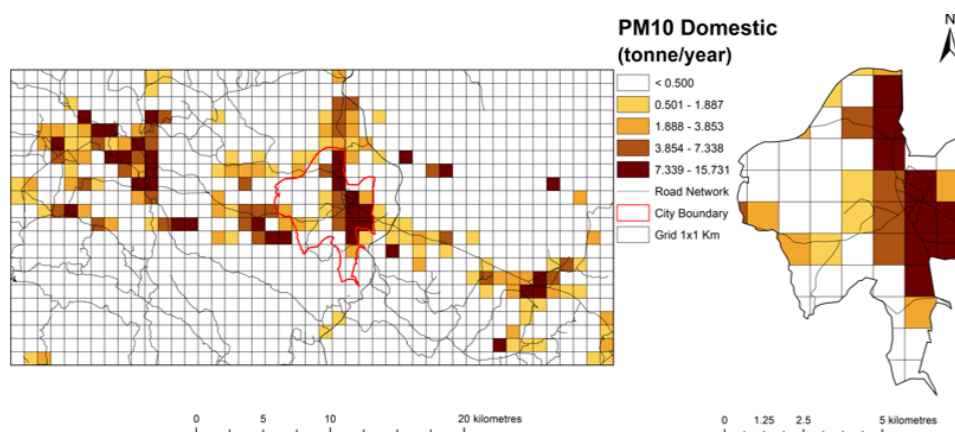 PM10 Domestic
(tonne/year)
< 0.500
0.501 - 1.887
1.888 - 3.853
3.854 - 7.338
7.339 - 15.731
Road Network
City Boundary
Grid 1x1 Km
N
0 5 10 20 kilometres
0 1.25 2.5 5 kilometres